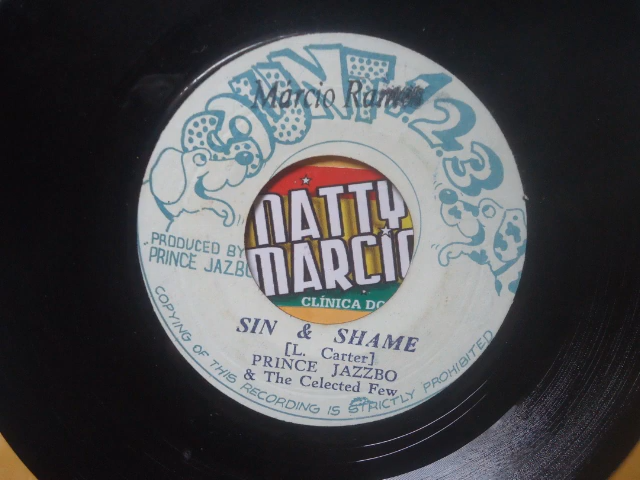 COUNT 1.2.3
Márcio Ramos
PRODUCED BY
PRINCE JAZBO
NATTY
MARCIO
CLÍNICA DO
SIN & SHAME
[L. Carter]
PRINCE JAZZBO
& The Celected Few
COPYING OF THIS RECORDING IS STRICTLY PROHIBITED